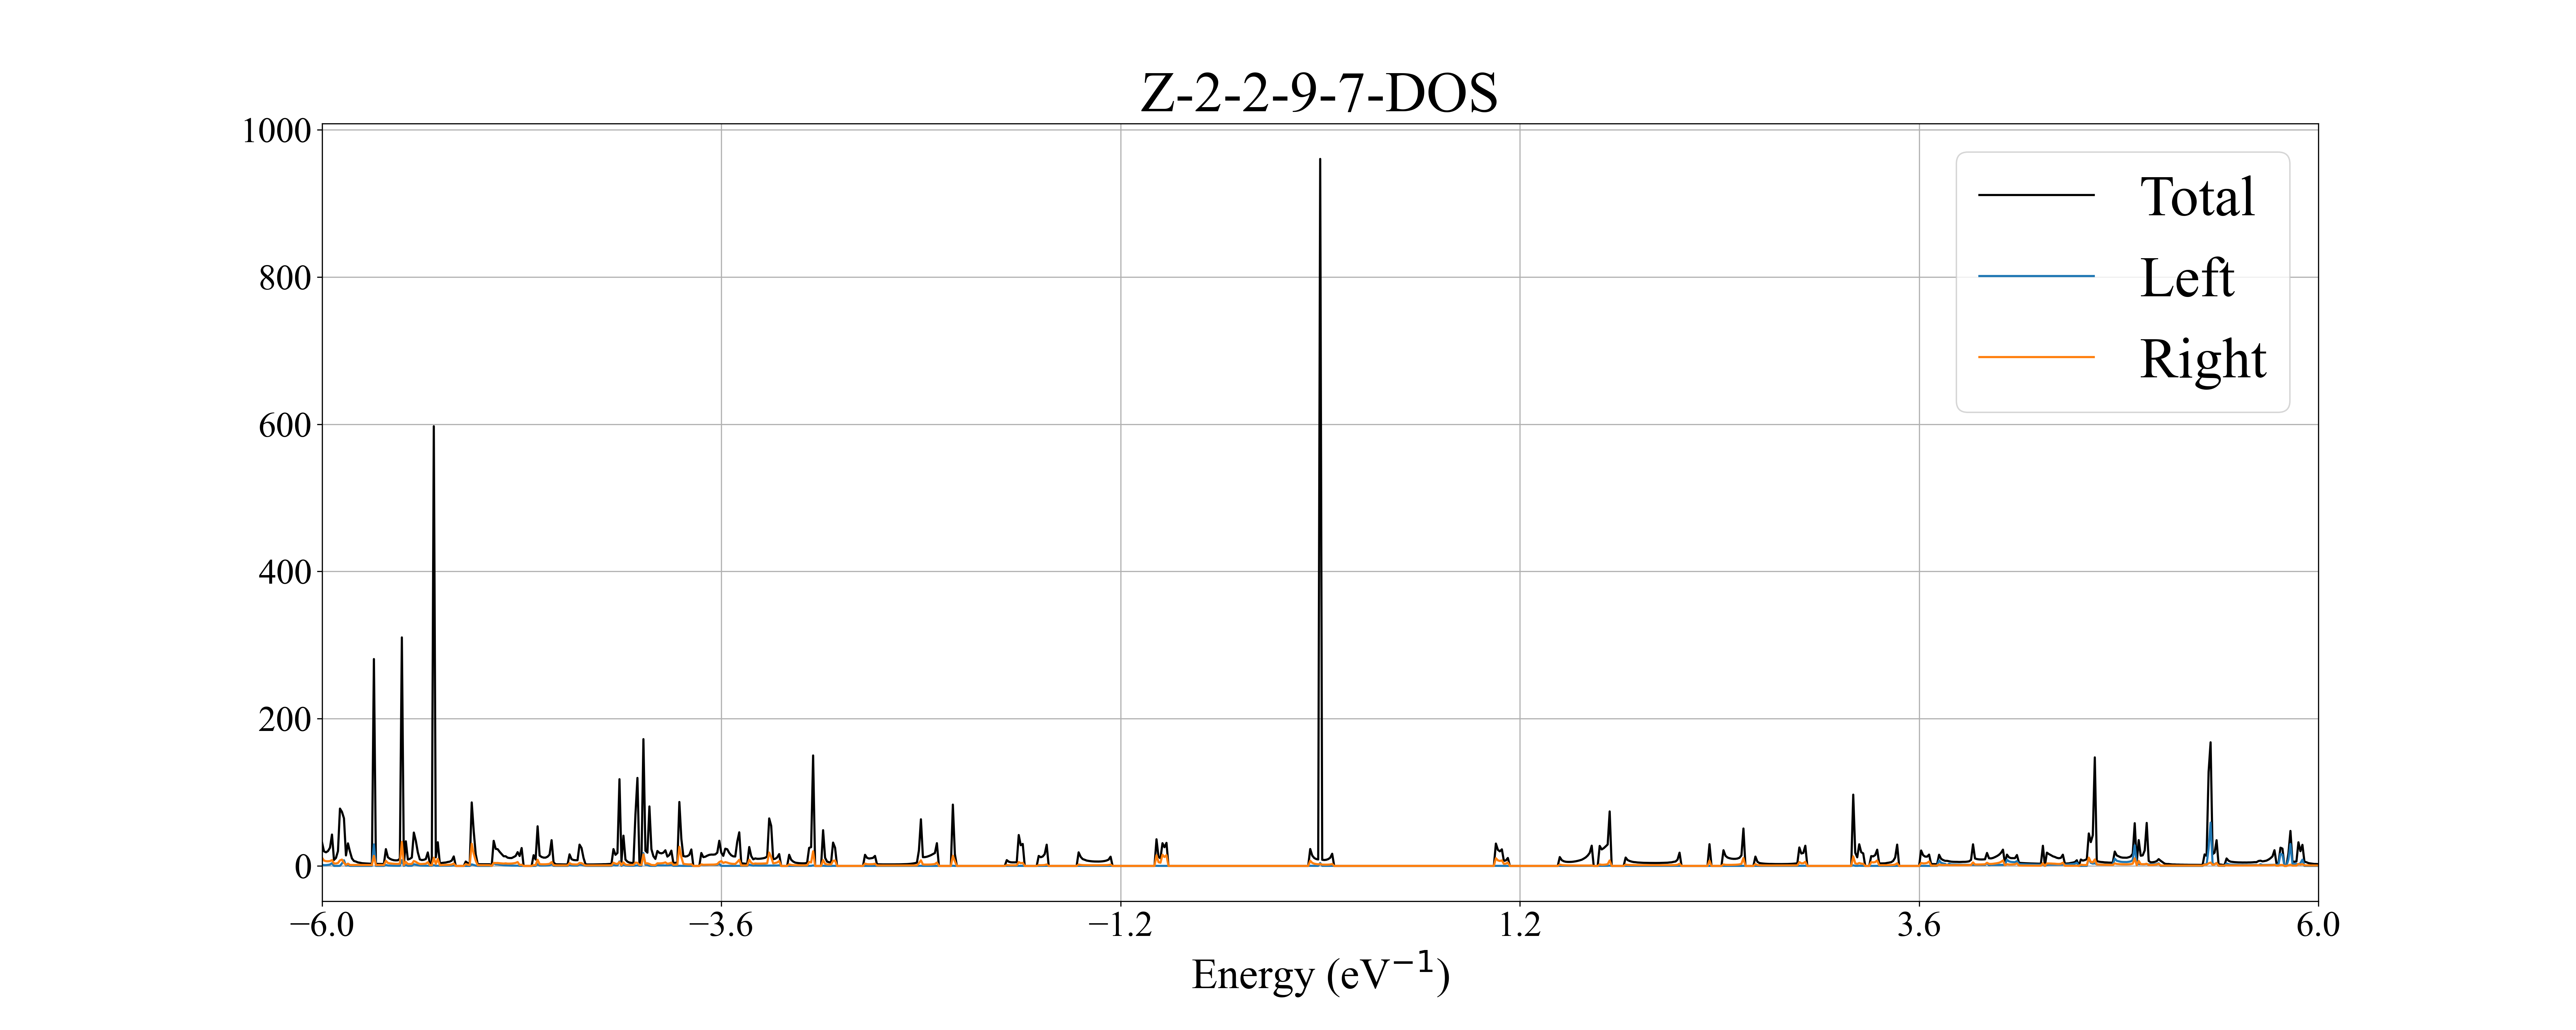 Z-2-2-9-7-DOS
1000
800
600
400
200
0
−6.0 −3.6 −1.2 1.2 3.6 6.0
Energy (eV⁻¹)
Total
Left
Right